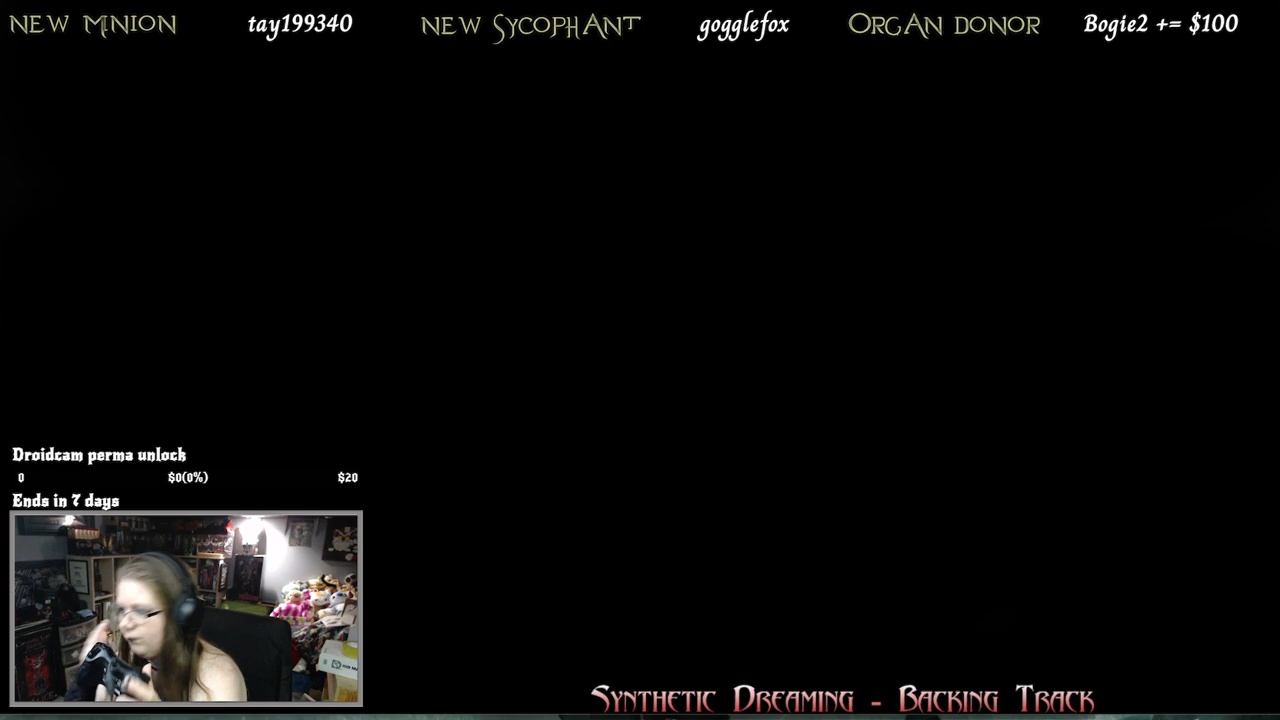 NEW MINION tay199340 NEW SYCOPHANT gogglefox ORGAN DONOR Bogie2 += $100
Droidcam perma unlock
0 $0(0%) $20
Ends in 7 days
SYNTHETIC DREAMING - BACKING TRACK